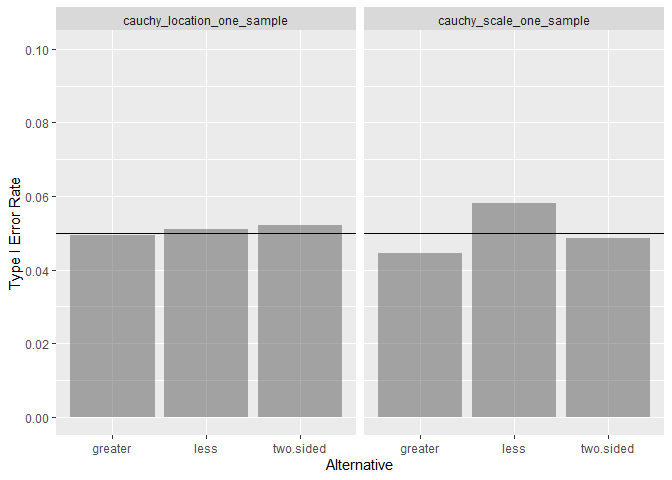 cauchy_location_one_sample
cauchy_scale_one_sample
Type I Error Rate
0.10
0.08
0.06
0.04
0.02
0.00
greater less two.sided
greater less two.sided
Alternative